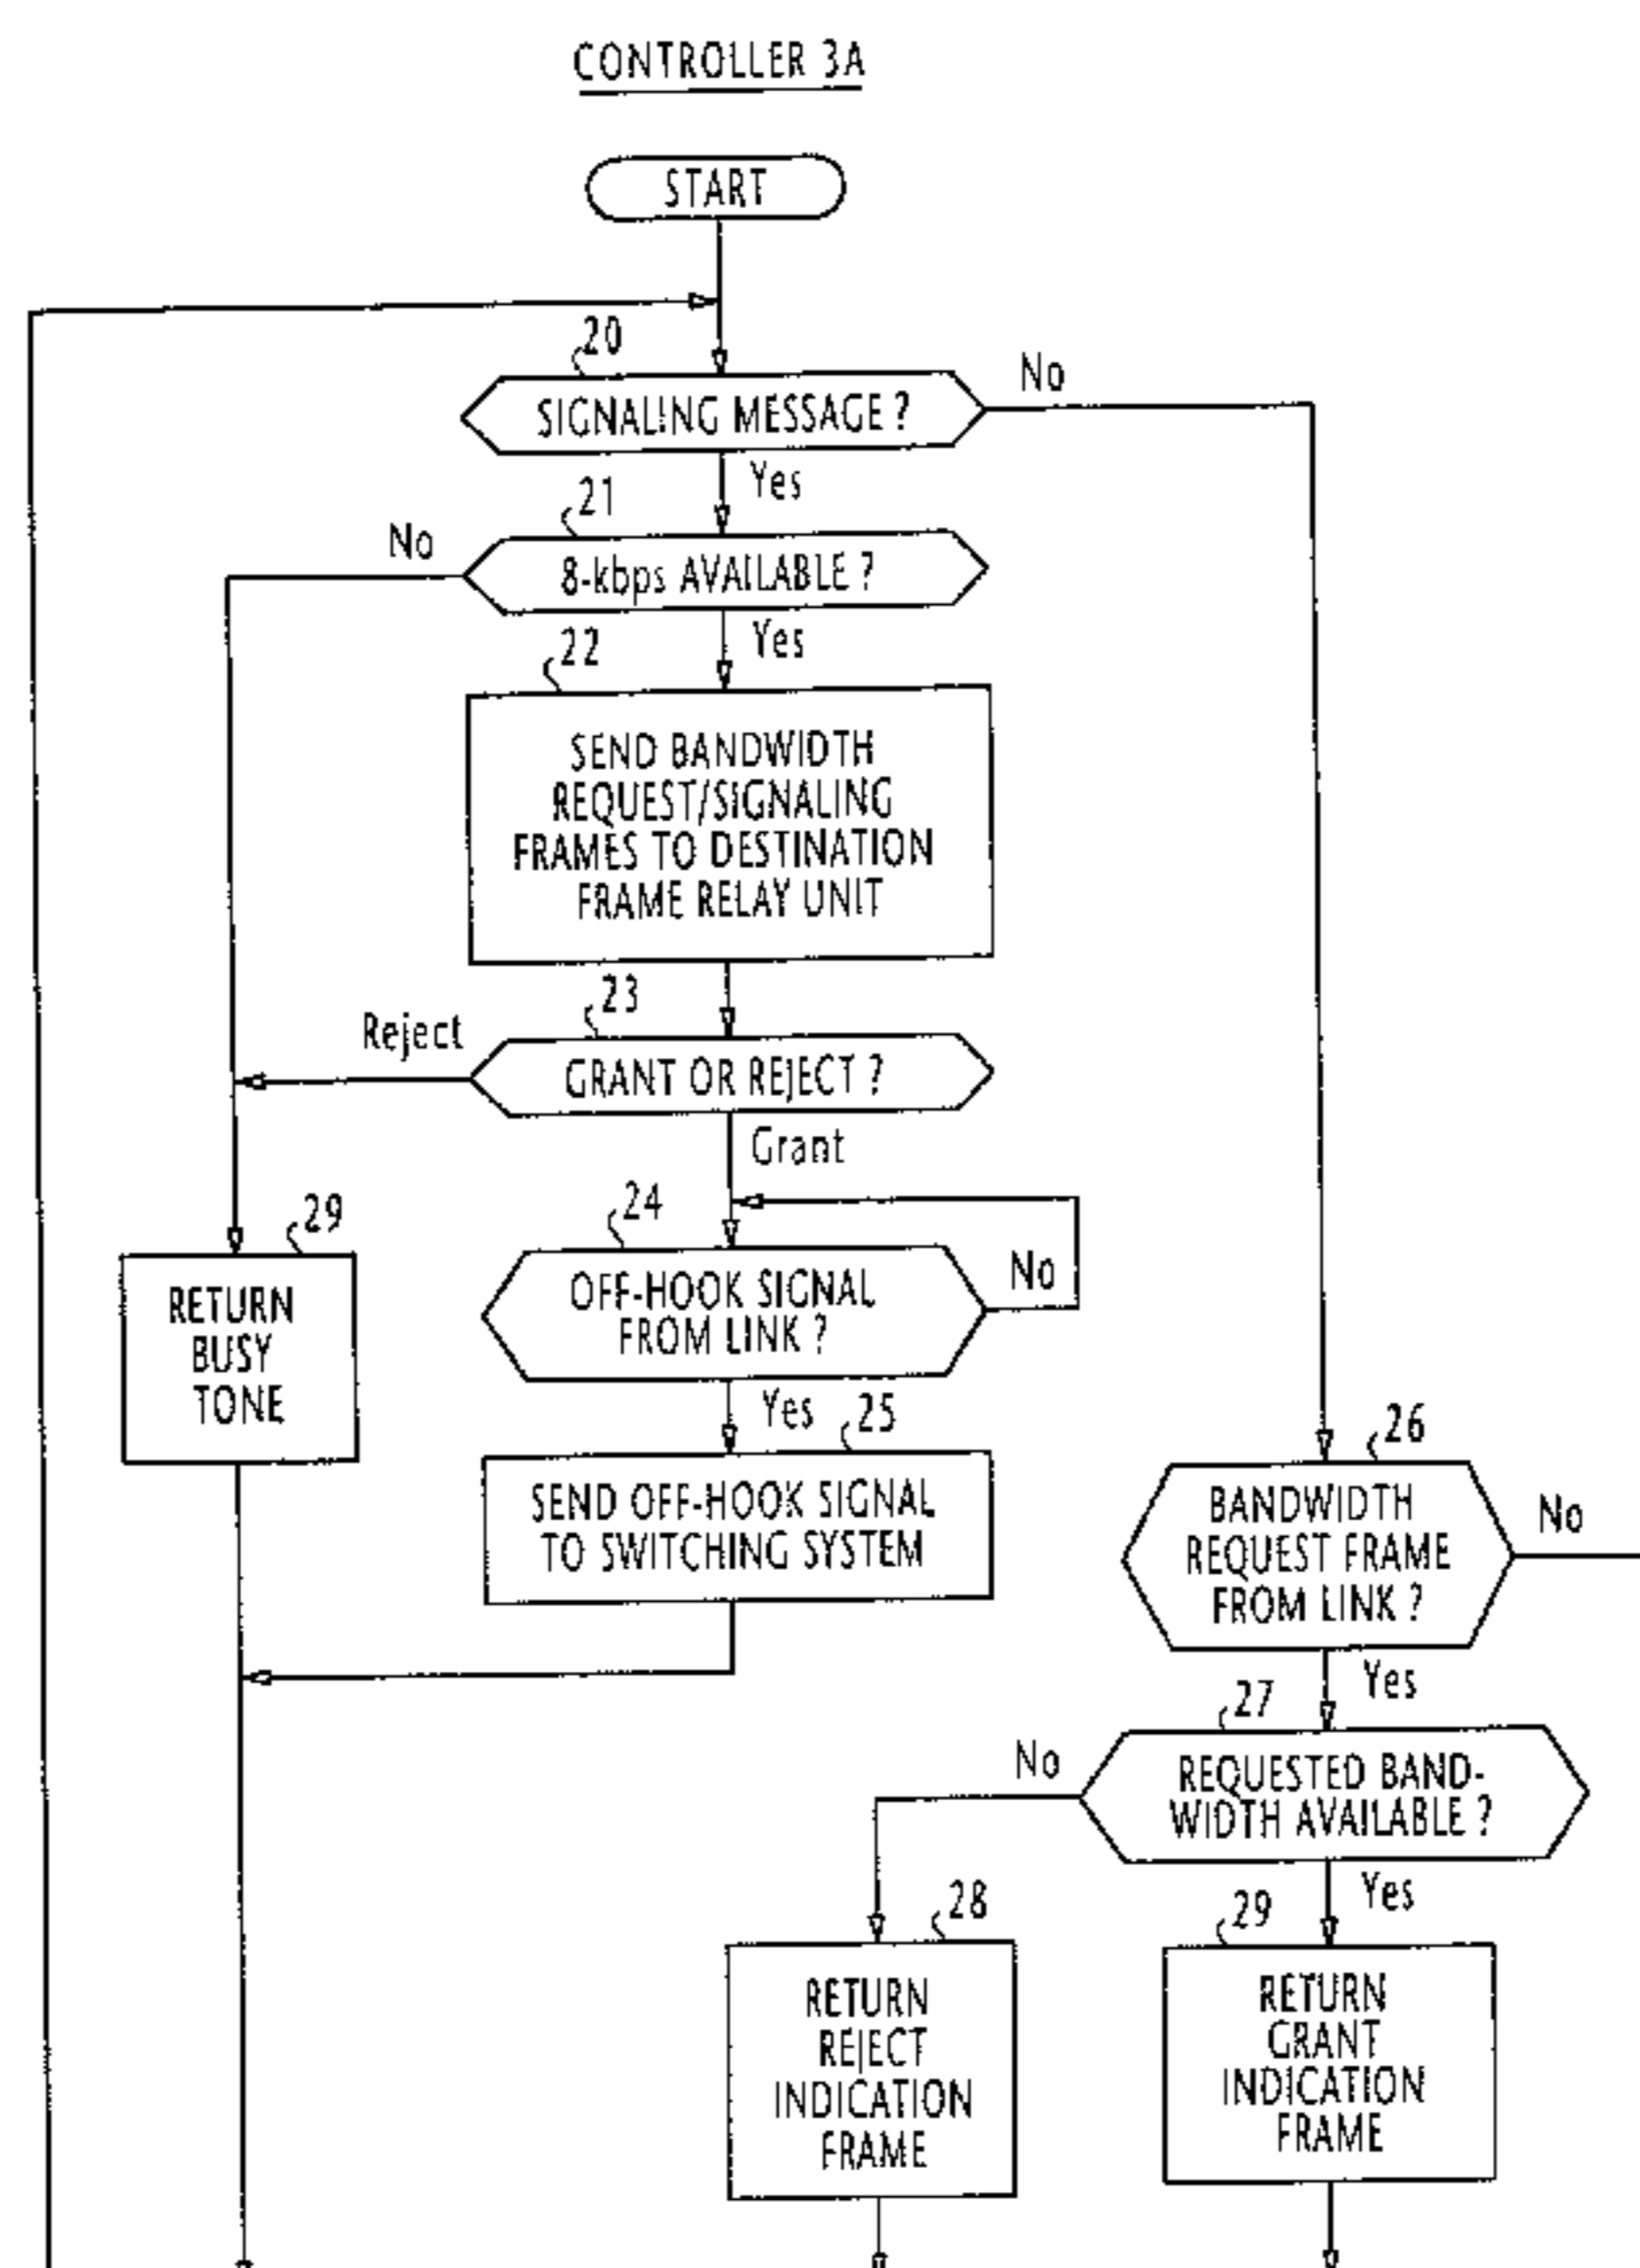 CONTROLLER 3A
START
20
SIGNALING MESSAGE ?
No
Yes
21
No
8-kbps AVAILABLE ?
Yes
22
SEND BANDWIDTH
REQUEST/SIGNALING
FRAMES TO DESTINATION
FRAME RELAY UNIT
23
Reject
GRANT OR REJECT ?
Grant
24
OFF-HOOK SIGNAL
FROM LINK ?
No
Yes
29
RETURN
BUSY
TONE
25
SEND OFF-HOOK SIGNAL
TO SWITCHING SYSTEM
26
BANDWIDTH
REQUEST FRAME
FROM LINK ?
No
Yes
27
No
REQUESTED BAND-
WIDTH AVAILABLE ?
Yes
28
RETURN
REJECT
INDICATION
FRAME
29
RETURN
GRANT
INDICATION
FRAME